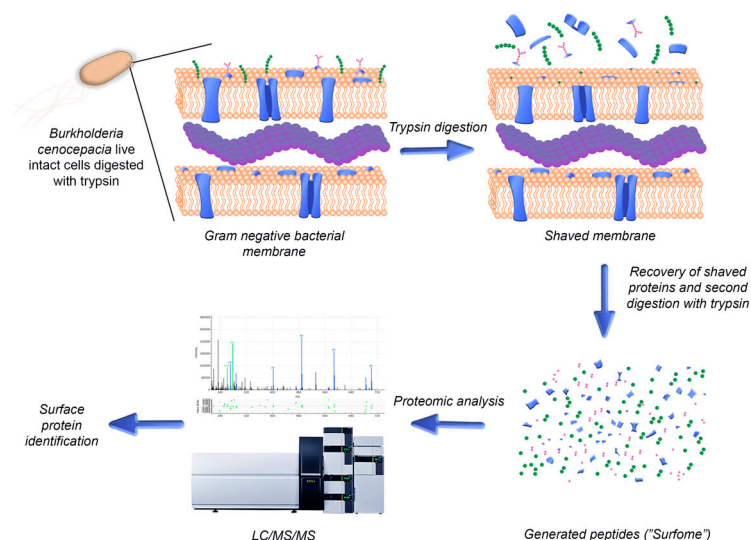 Burkholderia
cenocepacia live
intact cells digested
with trypsin
Trypsin digestion
Gram negative bacterial
membrane
Shaved membrane
Recovery of shaved
proteins and second
digestion with trypsin
Proteomic analysis
Surface
protein
identification
LC/MS/MS
Generated peptides ("Surfome")